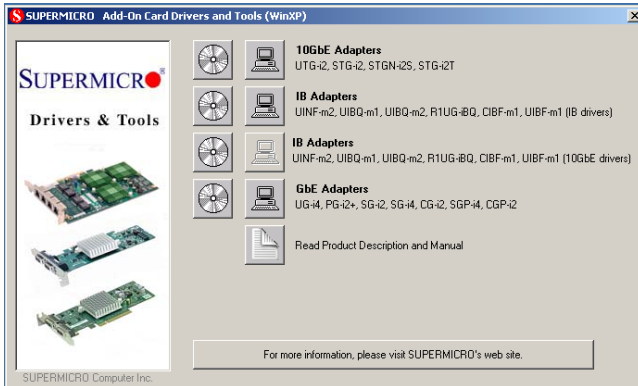 SUPERMICRO Add-On Card Drivers and Tools (WinXP)
SUPERMICRO
Drivers & Tools
10GbE Adapters
UTG-i2, STG-i2, STGN-i2S, STG-i2T
IB Adapters
UINF-m2, UIBQ-m1, UIBQ-m2, R1UG-iBQ, CIBF-m1, UIBF-m1 (IB drivers)
IB Adapters
UINF-m2, UIBQ-m1, UIBQ-m2, R1UG-iBQ, CIBF-m1, UIBF-m1 (10GbE drivers)
GbE Adapters
UG-i4, PG-i2+, SG-i2, SG-i4, CG-i2, SGP-i4, CGP-i2
Read Product Description and Manual
For more information, please visit SUPERMICRO's web site.
SUPERMICRO Computer Inc.